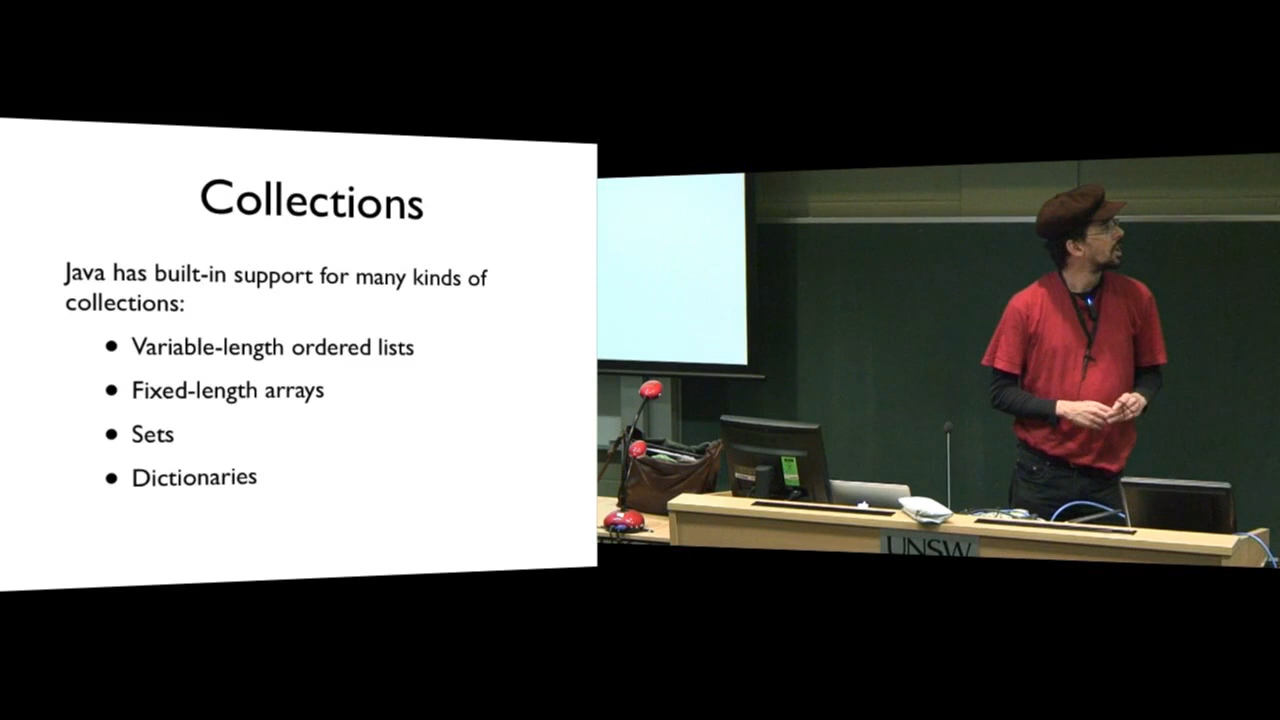 Collections
Java has built-in support for many kinds of
collections:
● Variable-length ordered lists
● Fixed-length arrays
● Sets
● Dictionaries
UNSW